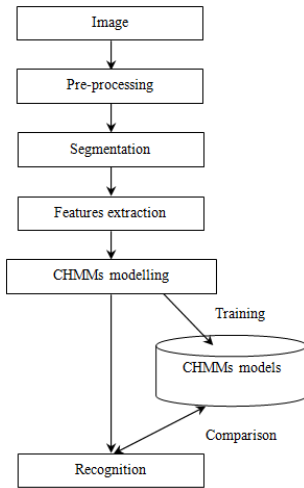 Image
Pre-processing
Segmentation
Features extraction
CHMMs modelling
Training
CHMMs models
Comparison
Recognition